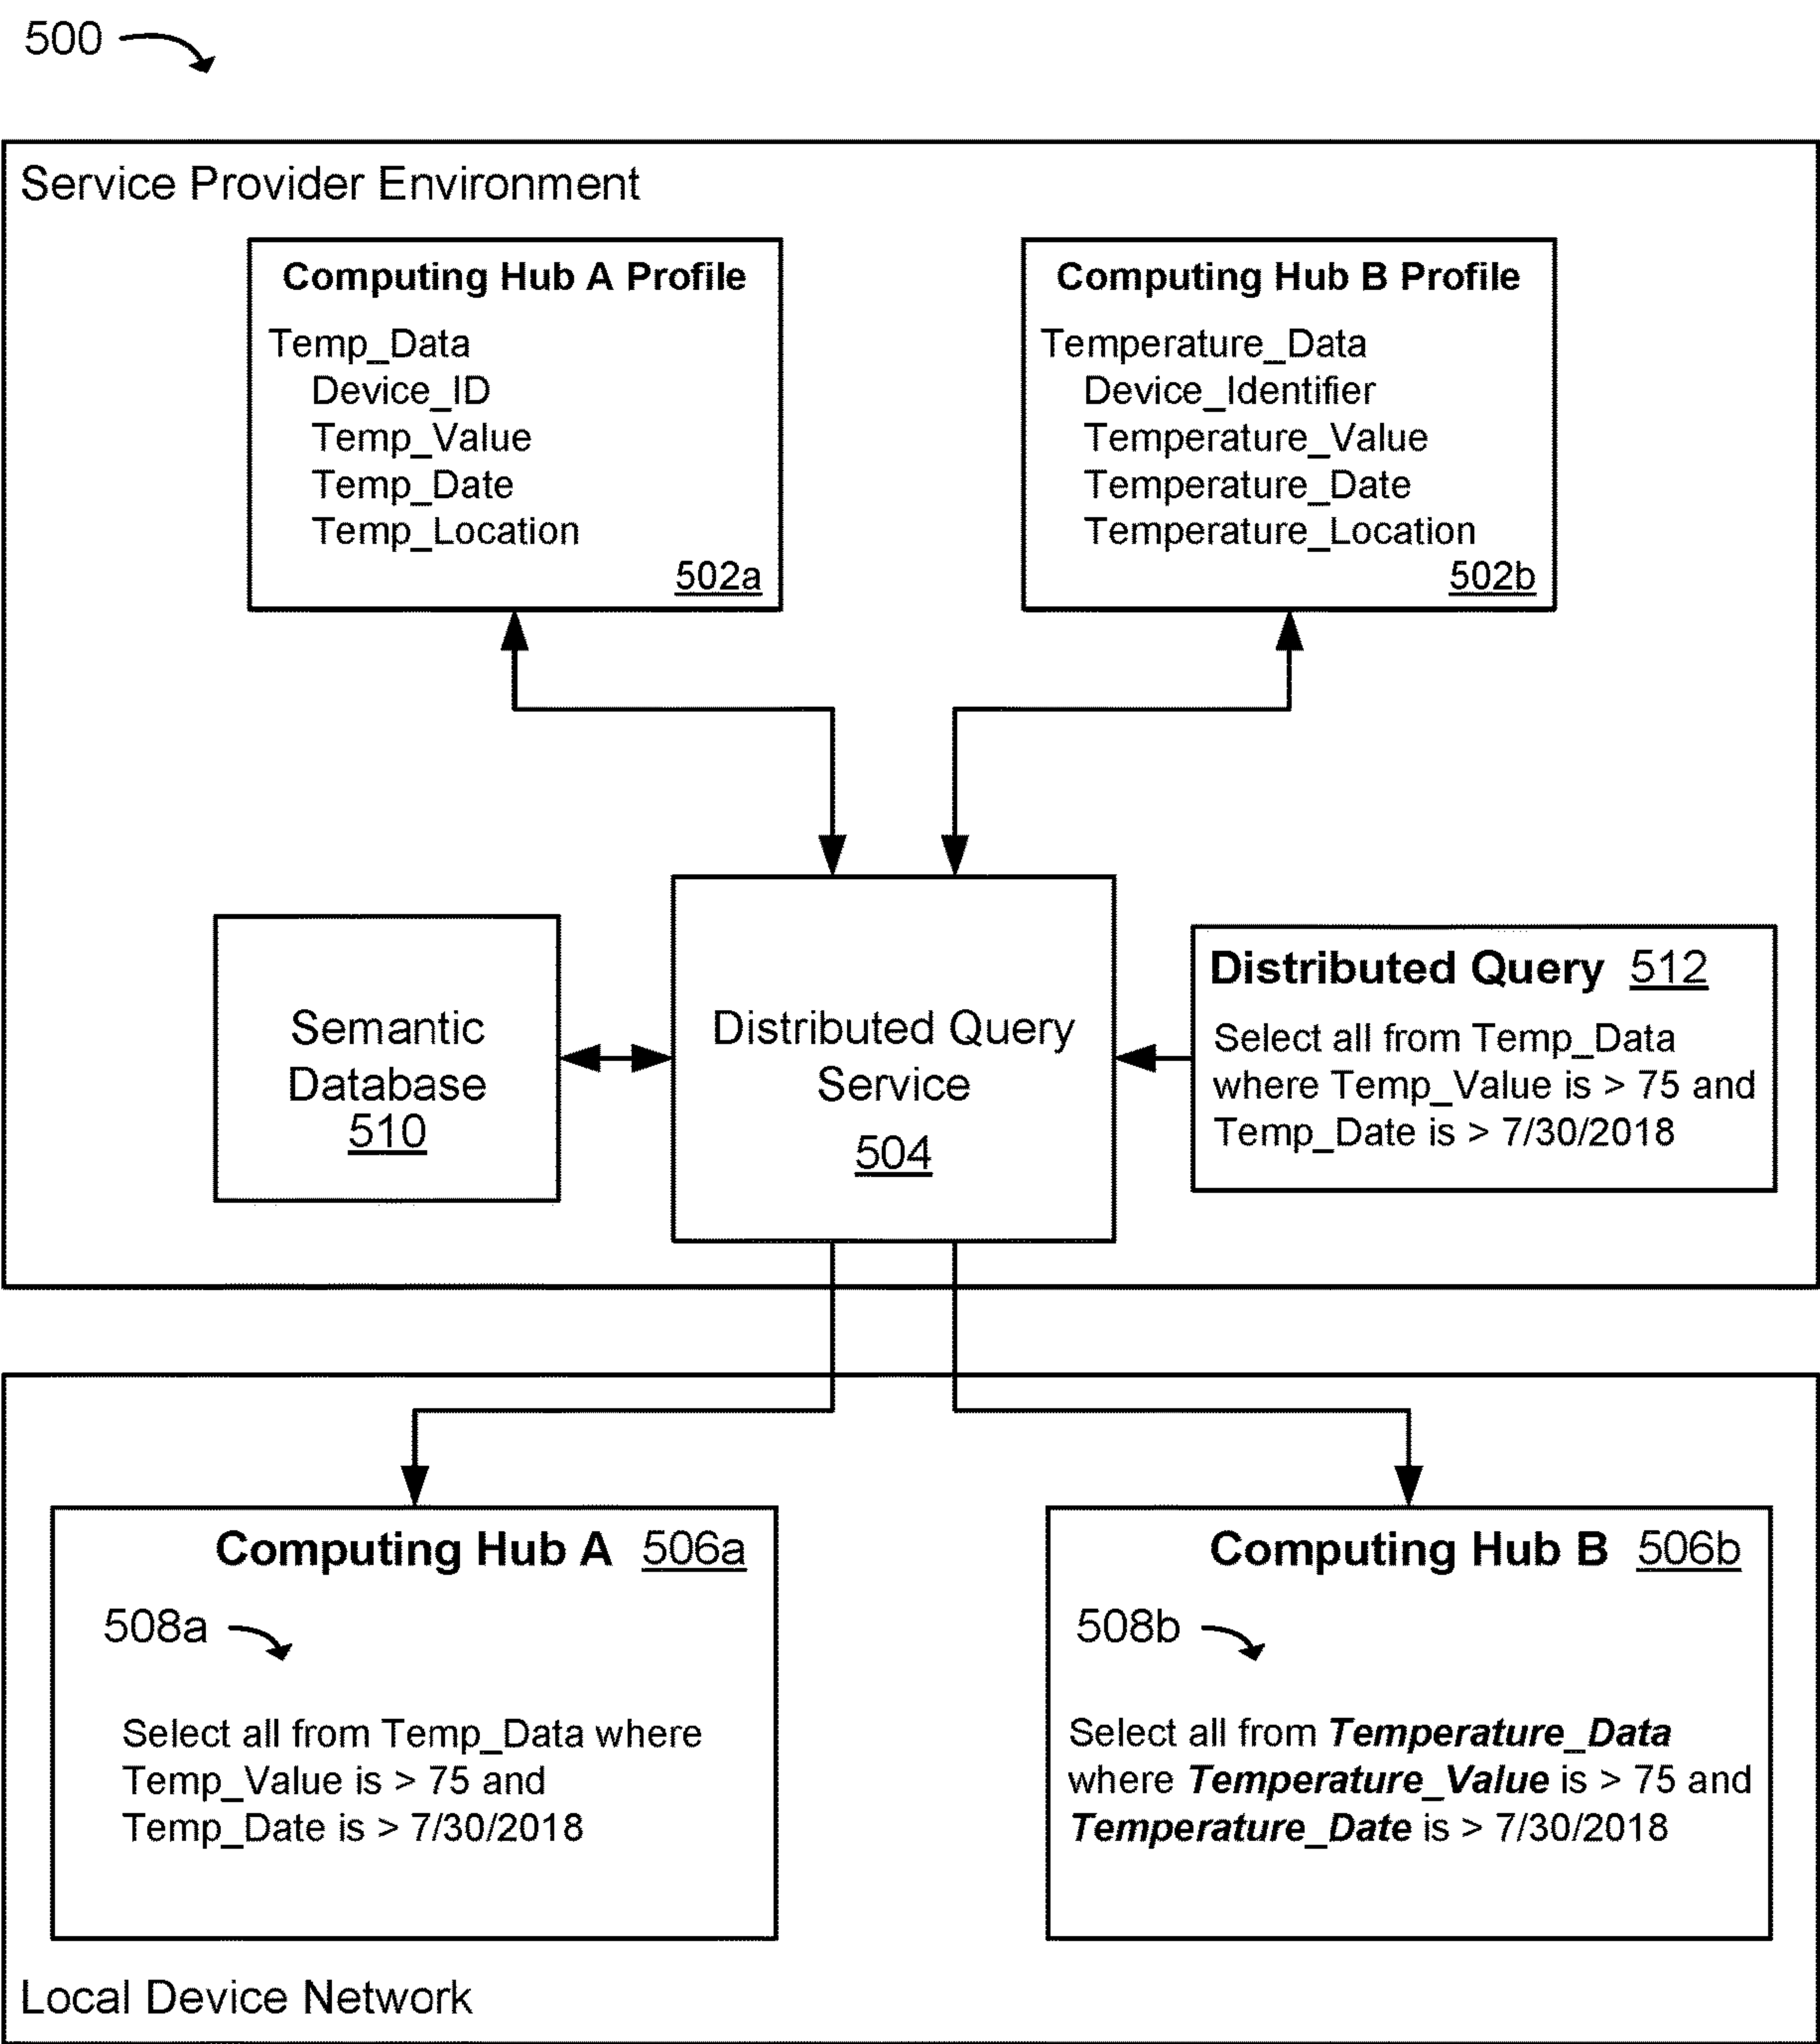 500
Service Provider Environment
Computing Hub A Profile
Temp_Data
Device_ID
Temp_Value
Temp_Date
Temp_Location
502a
Computing Hub B Profile
Temperature_Data
Device_Identifier
Temperature_Value
Temperature_Date
Temperature_Location
502b
Semantic
Database
510
Distributed Query
Service
504
Distributed Query 512
Select all from Temp_Data
where Temp_Value is > 75 and
Temp_Date is > 7/30/2018
Computing Hub A 506a
508a
Select all from Temp_Data where
Temp_Value is > 75 and
Temp_Date is > 7/30/2018
Computing Hub B 506b
508b
Select all from Temperature_Data
where Temperature_Value is > 75 and
Temperature_Date is > 7/30/2018
Local Device Network